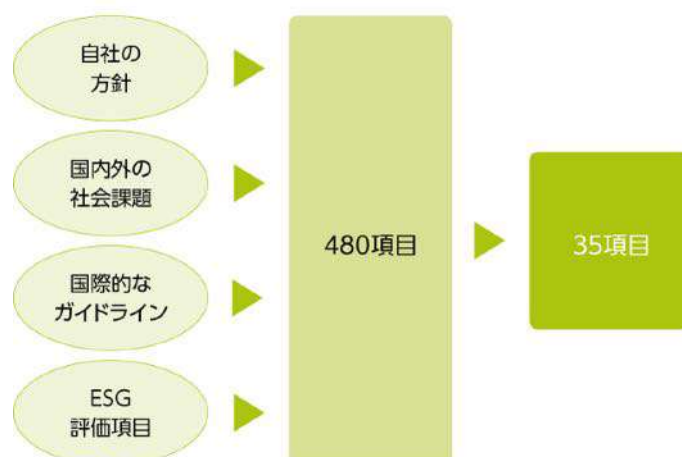 自社の
方針
国内外の
社会課題
国際的な
ガイドライン
ESG
評価項目
480項目
35項目